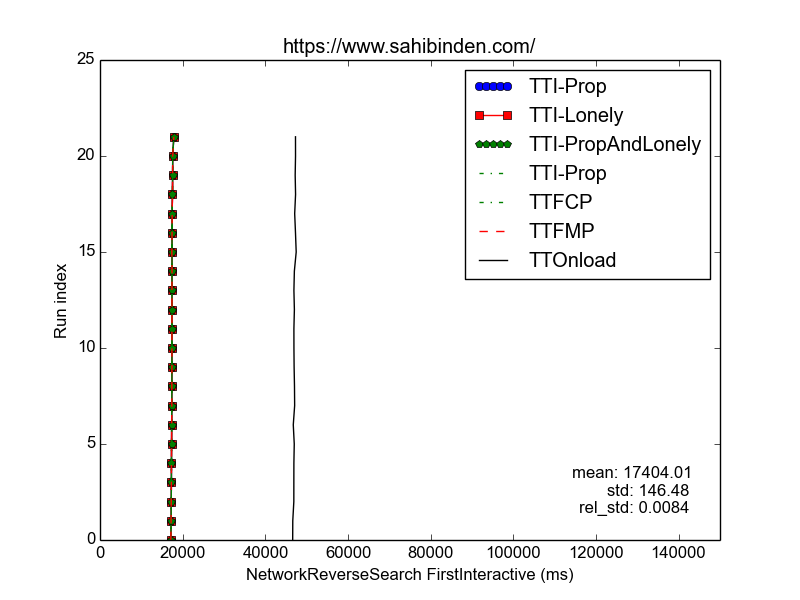 https://www.sahibinden.com/
25
20
15
10
5
0
Run index
TTI-Prop
TTI-Lonely
TTI-PropAndLonely
TTI-Prop
TTFCP
TTFMP
TTOnload
mean: 17404.01
std: 146.48
rel_std: 0.0084
0 20000 40000 60000 80000 100000 120000 140000
NetworkReverseSearch FirstInteractive (ms)